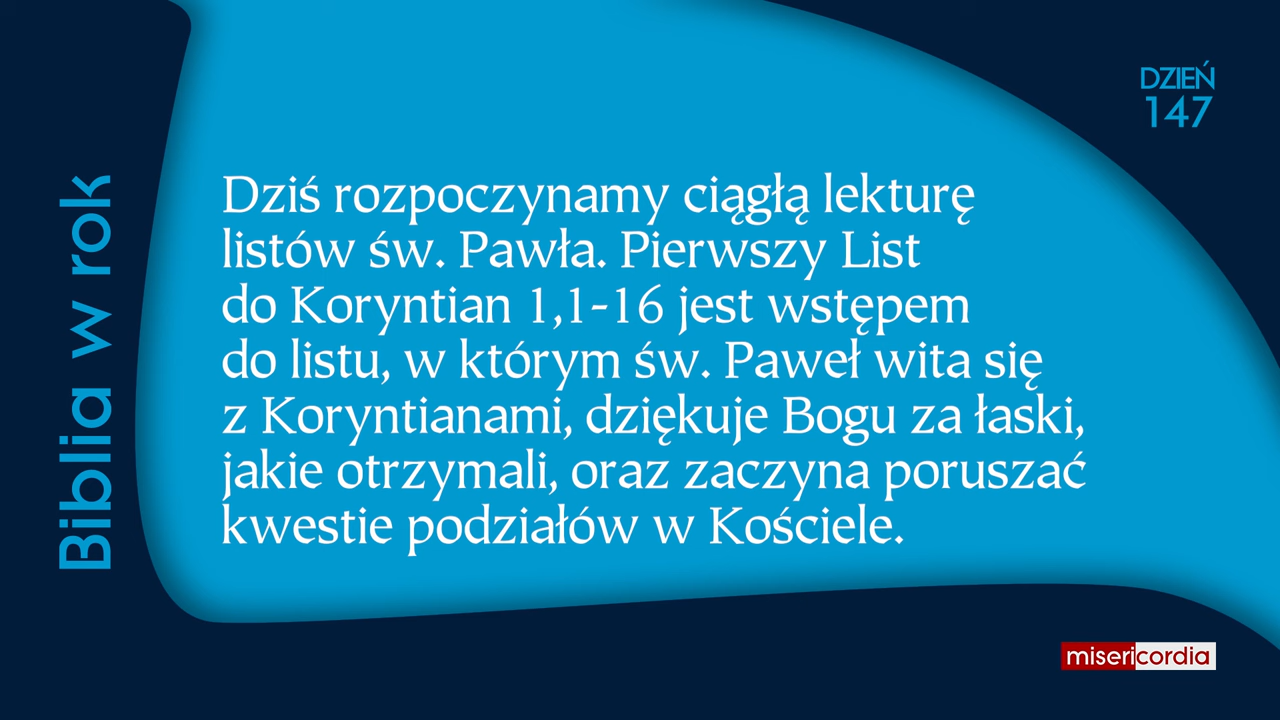 Biblia w rok
DZIEŃ
147
Dziś rozpoczynamy ciągłą lekturę
listów św. Pawła. Pierwszy List
do Koryntian 1,1-16 jest wstępem
do listu, w którym św. Paweł wita się
z Koryntianami, dziękuje Bogu za łaski,
jakie otrzymali, oraz zaczyna poruszać
kwestie podziałów w Kościele.
misericordia